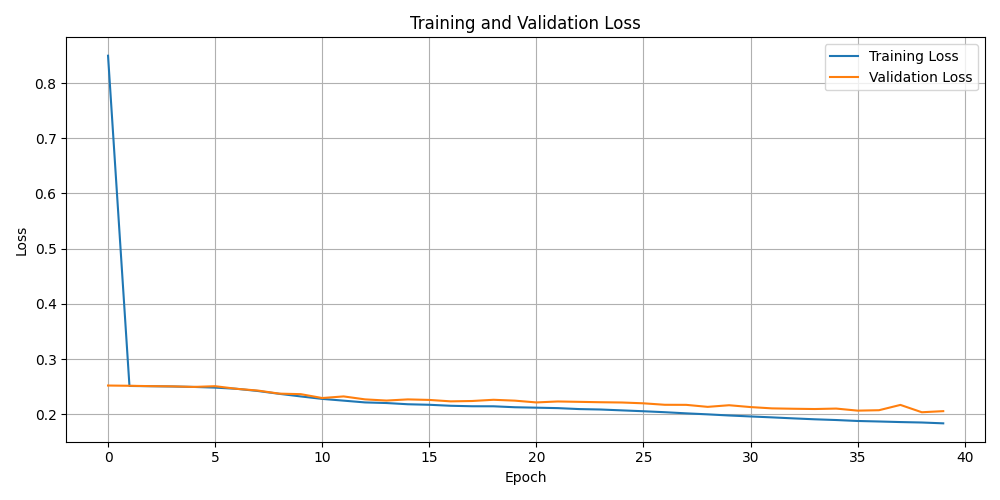 Training and Validation Loss
Training Loss
Validation Loss
Loss
0.8
0.7
0.6
0.5
0.4
0.3
0.2
0 5 10 15 20 25 30 35 40
Epoch